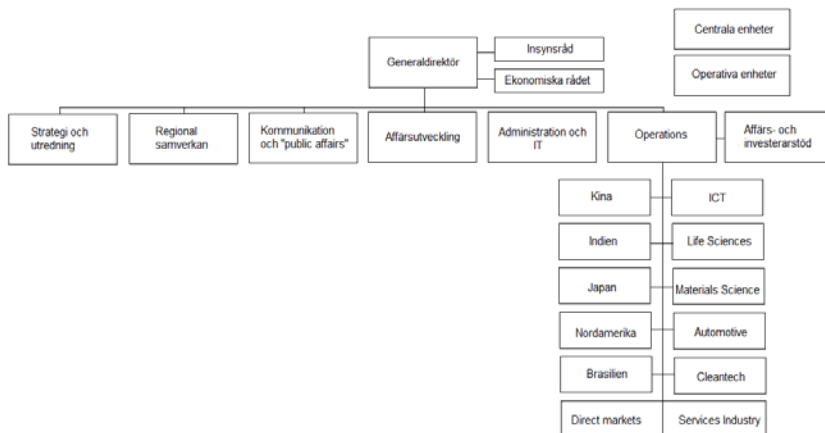 Centrala enheter
Insynsråd
Generaldirektör
Operativa enheter
Ekonomiska rådet
Strategi och
utredning
Regional
samverkan
Kommunikation
och "public affairs"
Affärsutveckling
Administration och
IT
Operations
Affärs- och
investerarstöd
Kina
ICT
Indien
Life Sciences
Japan
Materials Science
Nordamerika
Automotive
Brasilien
Cleantech
Direct markets
Services Industry